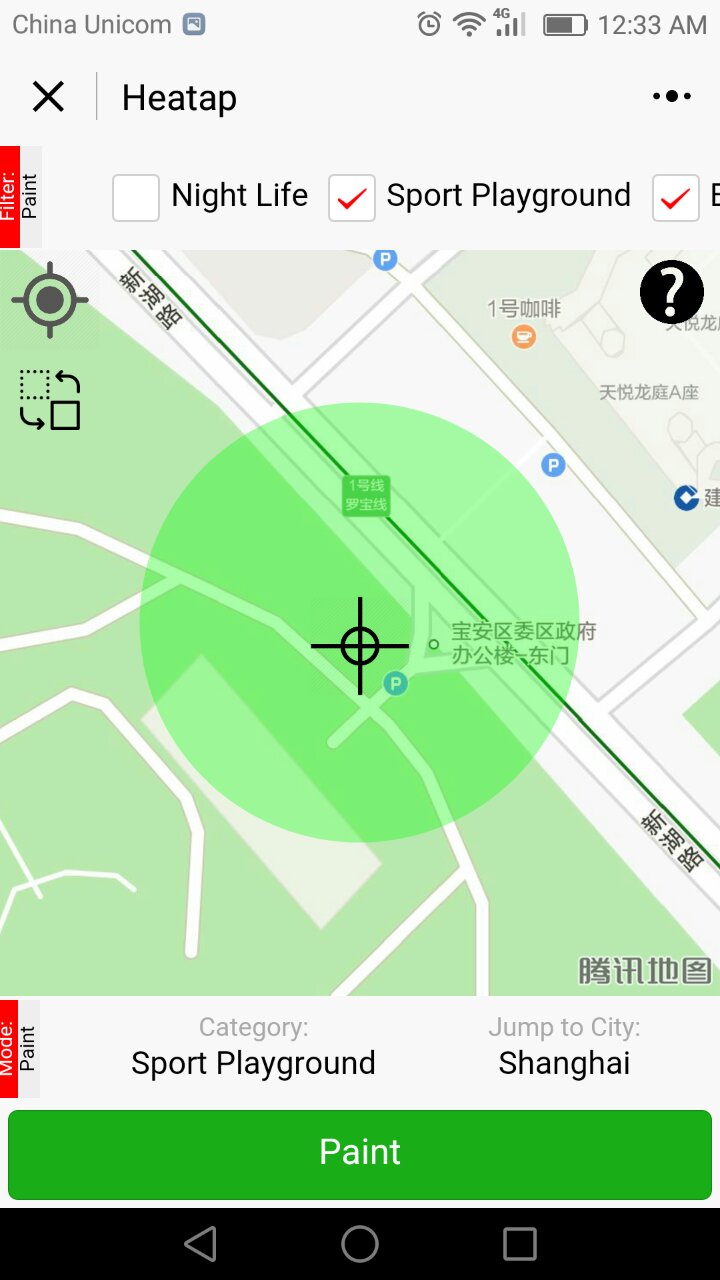 China Unicom
4G
12:33 AM
Heatap
Filter:
Paint
Night Life
Sport Playground
新湖路
P
1号咖啡
天悦龙庭A座
P
1号线
罗宝线
建
宝安区委区政府
办公楼-东门
P
新湖路
腾讯地图
Mode:
Paint
Category:
Sport Playground
Jump to City:
Shanghai
Paint